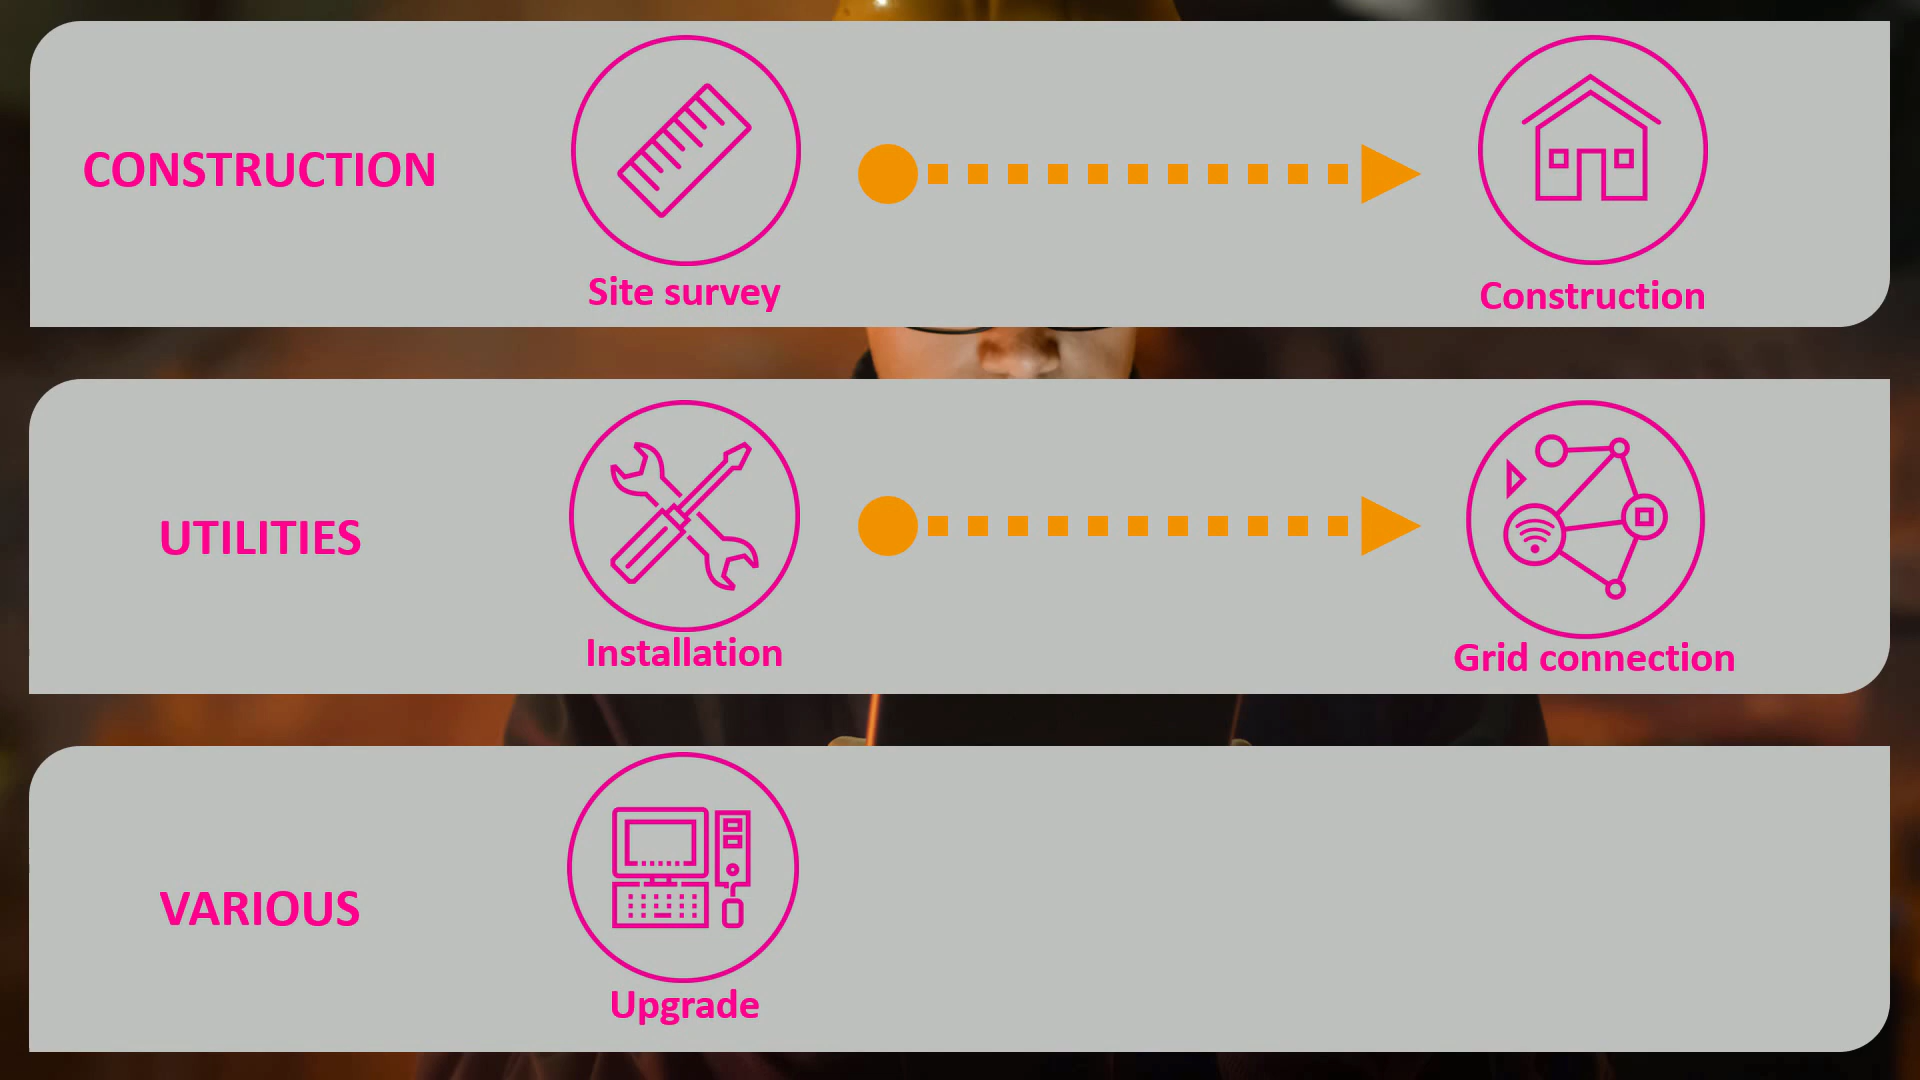 CONSTRUCTION
Site survey
Construction
UTILITIES
Installation
Grid connection
VARIOUS
Upgrade